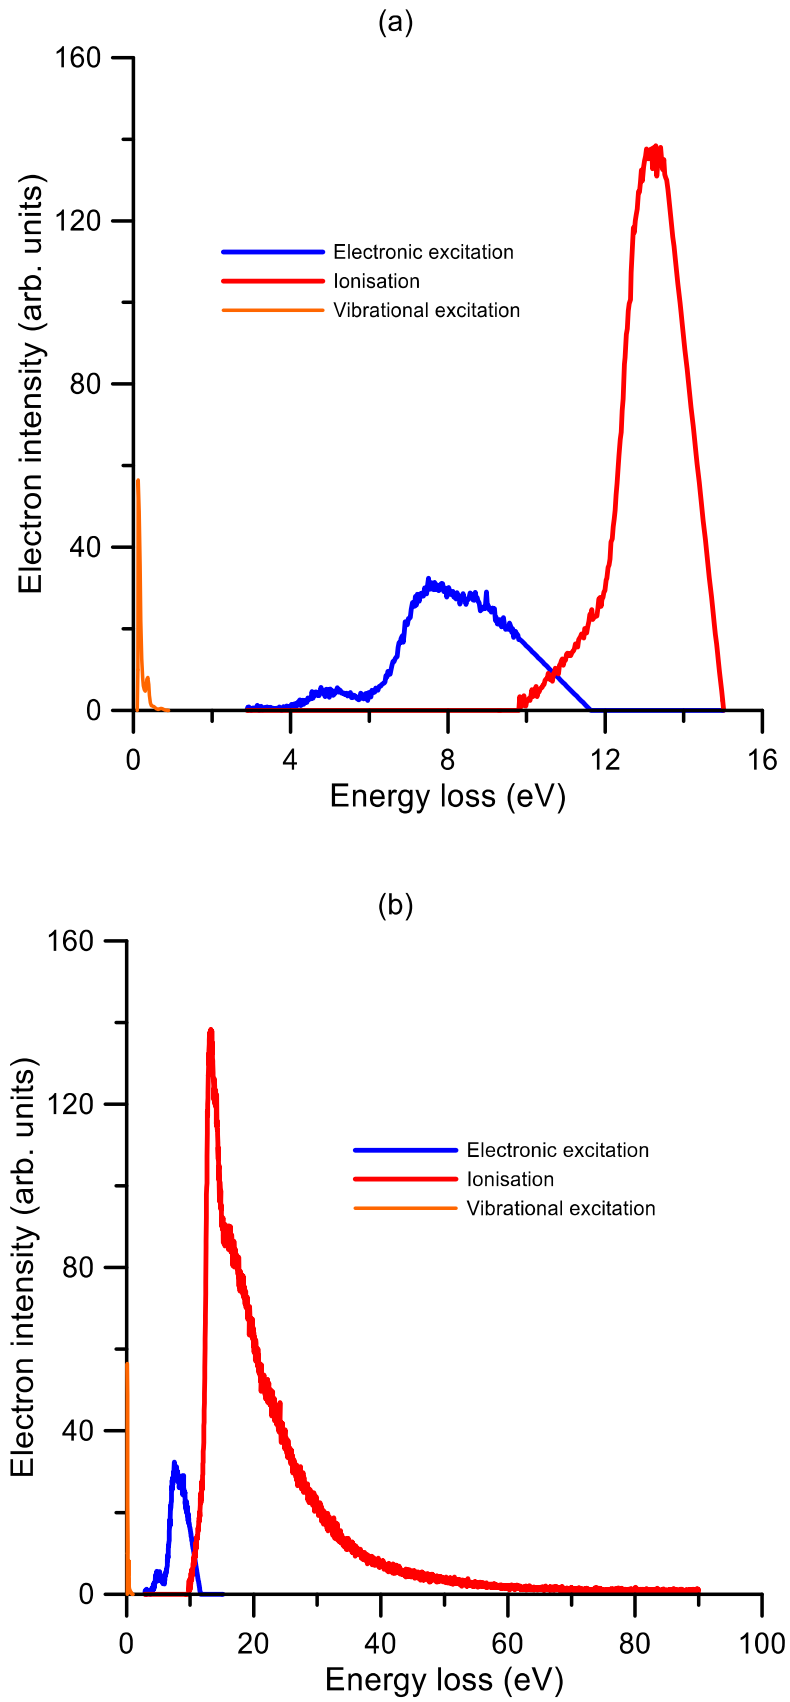 (a)
160
120
80
40
0
Electron intensity (arb. units)
Electronic excitation
Ionisation
Vibrational excitation
0 4 8 12 16
Energy loss (eV)
(b)
160
120
80
40
0
Electron intensity (arb. units)
Electronic excitation
Ionisation
Vibrational excitation
0 20 40 60 80 100
Energy loss (eV)